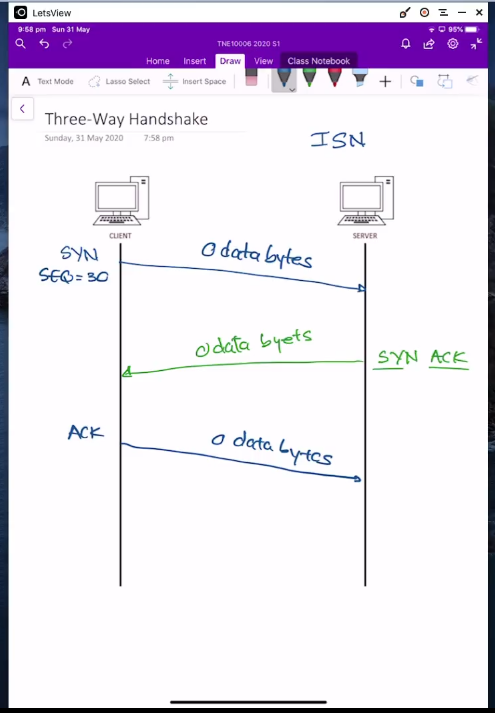 LetsView
9:58 pm Sun 31 May
95%
TNE10006 2020 S1
Home Insert Draw View Class Notebook
A Text Mode Lasso Select Insert Space
Three-Way Handshake
Sunday, 31 May 2020 7:58 pm
ISN
CLIENT
SERVER
SYN
SEQ = 30
0 data bytes
0 data byets
SYN ACK
ACK
0 data bytes